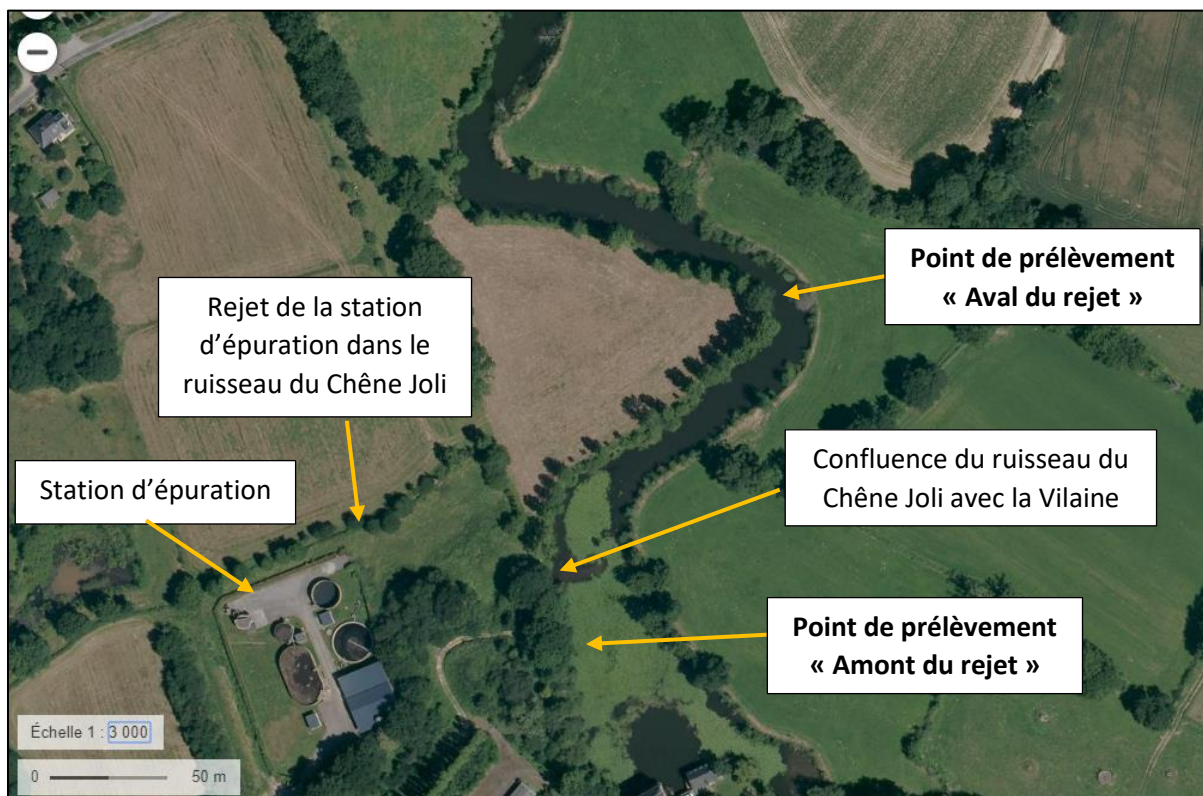 Point de prélèvement
« Aval du rejet »
Rejet de la station
d'épuration dans le
ruisseau du Chêne Joli
Station d'épuration
Confluence du ruisseau du
Chêne Joli avec la Vilaine
Point de prélèvement
« Amont du rejet »
Échelle 1 : 3 000
0 50 m